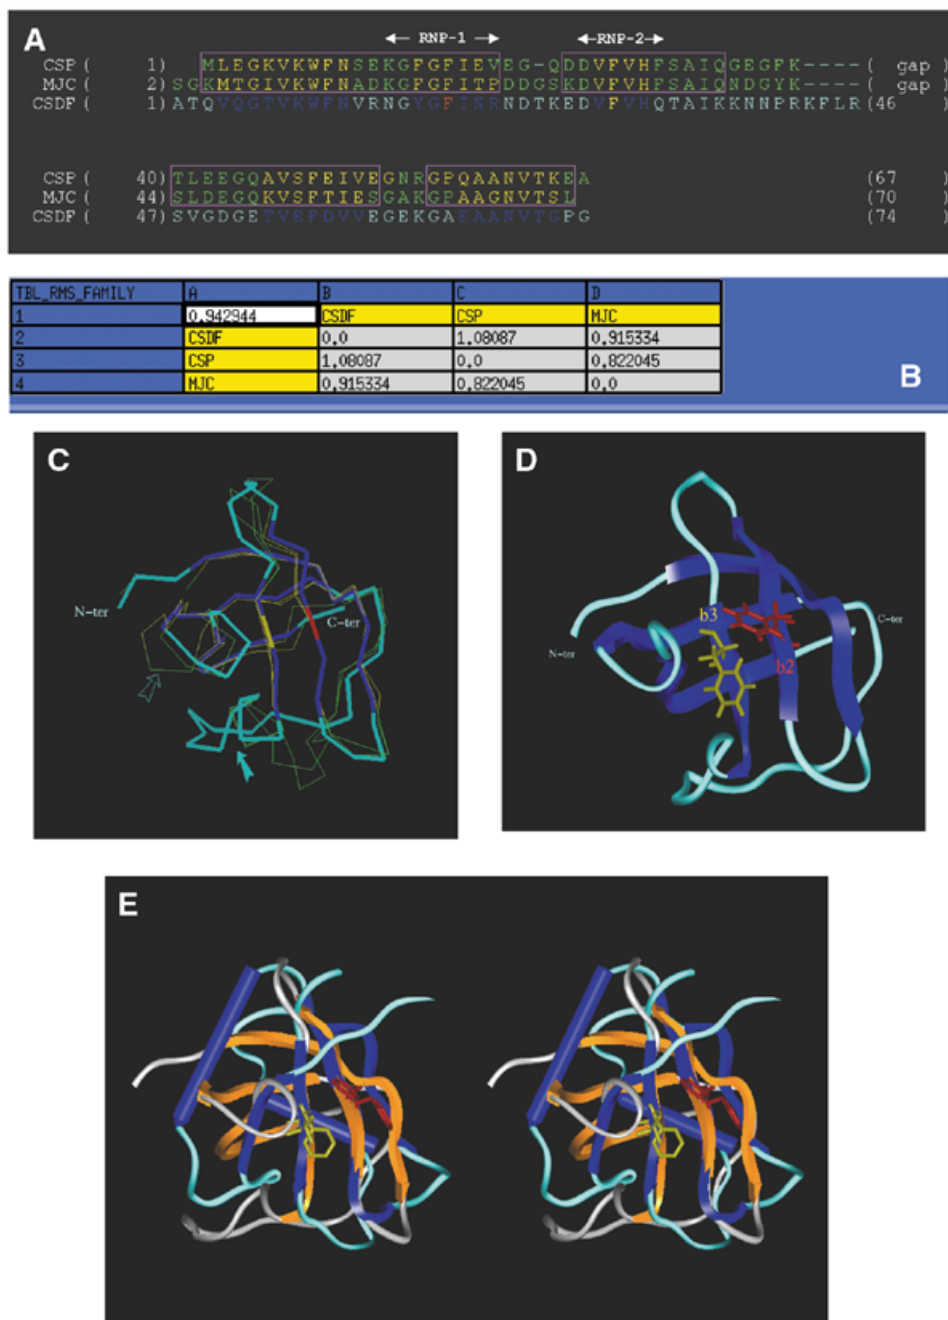 A
RNP-1 RNP-2
CSP ( 1) MLEGKVKWFNSEKGFGFIEVEG-QDDVFVHFSAIQGEGFK----( gap )
MJC ( 2) SGKMTGIVKWFNADKGFGFITPDDGSKDVFVHFSAIQNDGYK----( gap )
CSDF ( 1) ATQVQGTVKWFNVRNGYGFINRNDTKEDVFVHQTAIKKNNPRKFLR(46 )
CSP ( 40) TLEEGQAVSFEIVEGNRGPQAANVTKEA (67 )
MJC ( 44) SLDEGQKVSFTIESGAKGPAAGNVTSL (70 )
CSDF ( 47) SVGDGETVEFDVVEGEKGAEAANVTGPG (74 )
TBL_RMS_FAMILY A B C D
1 0.942944 CSDF CSP MJC
2 CSDF 0.0 1.08087 0.915334
3 CSP 1.08087 0.0 0.822045
4 MJC 0.915334 0.822045 0.0
B
C
N-ter
C-ter
D
b3
C-ter
N-ter
b2
E